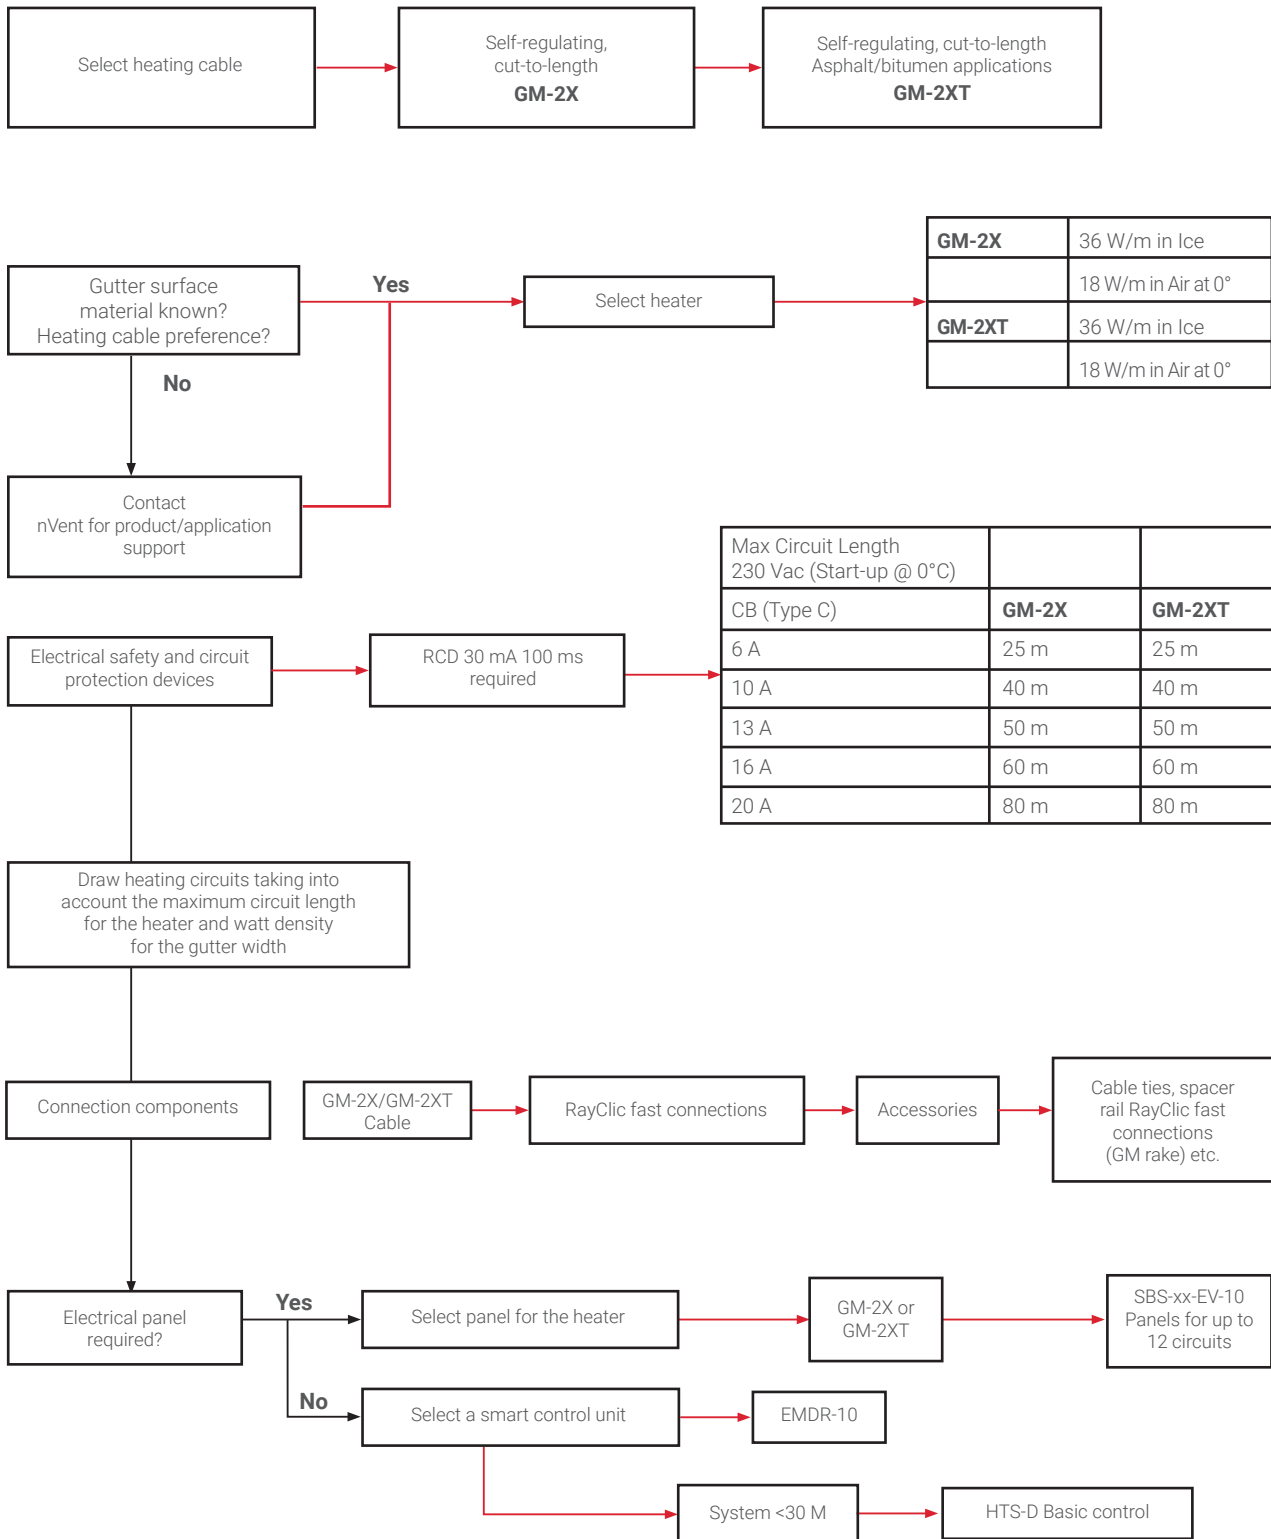 Select heating cable
Self-regulating,
cut-to-length
GM-2X
Self-regulating, cut-to-length
Asphalt/bitumen applications
GM-2XT
Gutter surface
material known?
Heating cable preference?
Yes
No
Select heater
GM-2X 36 W/m in Ice
18 W/m in Air at 0°
GM-2XT 36 W/m in Ice
18 W/m in Air at 0°
Contact
nVent for product/application
support
Electrical safety and circuit
protection devices
RCD 30 mA 100 ms
required
Max Circuit Length
230 Vac (Start-up @ 0°C)
CB (Type C) GM-2X GM-2XT
6 A 25 m 25 m
10 A 40 m 40 m
13 A 50 m 50 m
16 A 60 m 60 m
20 A 80 m 80 m
Draw heating circuits taking into
account the maximum circuit length
for the heater and watt density
for the gutter width
Connection components
GM-2X/GM-2XT
Cable
RayClic fast connections
Accessories
Cable ties, spacer
rail RayClic fast
connections
(GM rake) etc.
Electrical panel
required?
Yes
Select panel for the heater
GM-2X or
GM-2XT
SBS-xx-EV-10
Panels for up to
12 circuits
No
Select a smart control unit
EMDR-10
System <30 M
HTS-D Basic control